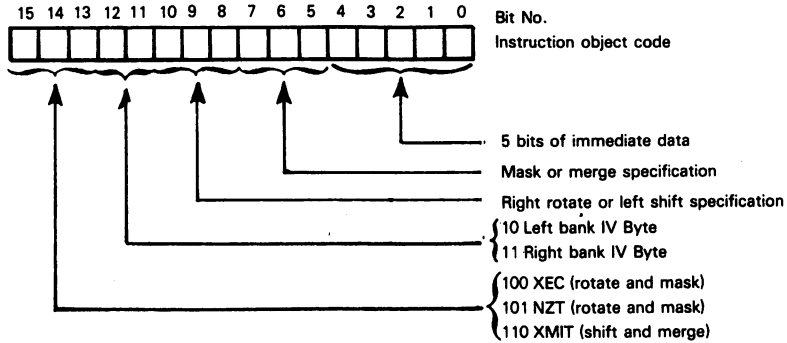 15 14 13 12 11 10 9 8 7 6 5 4 3 2 1 0 Bit No.
Instruction object code
5 bits of immediate data
Mask or merge specification
Right rotate or left shift specification
10 Left bank IV Byte
11 Right bank IV Byte
100 XEC (rotate and mask)
101 NZT (rotate and mask)
110 XMIT (shift and merge)